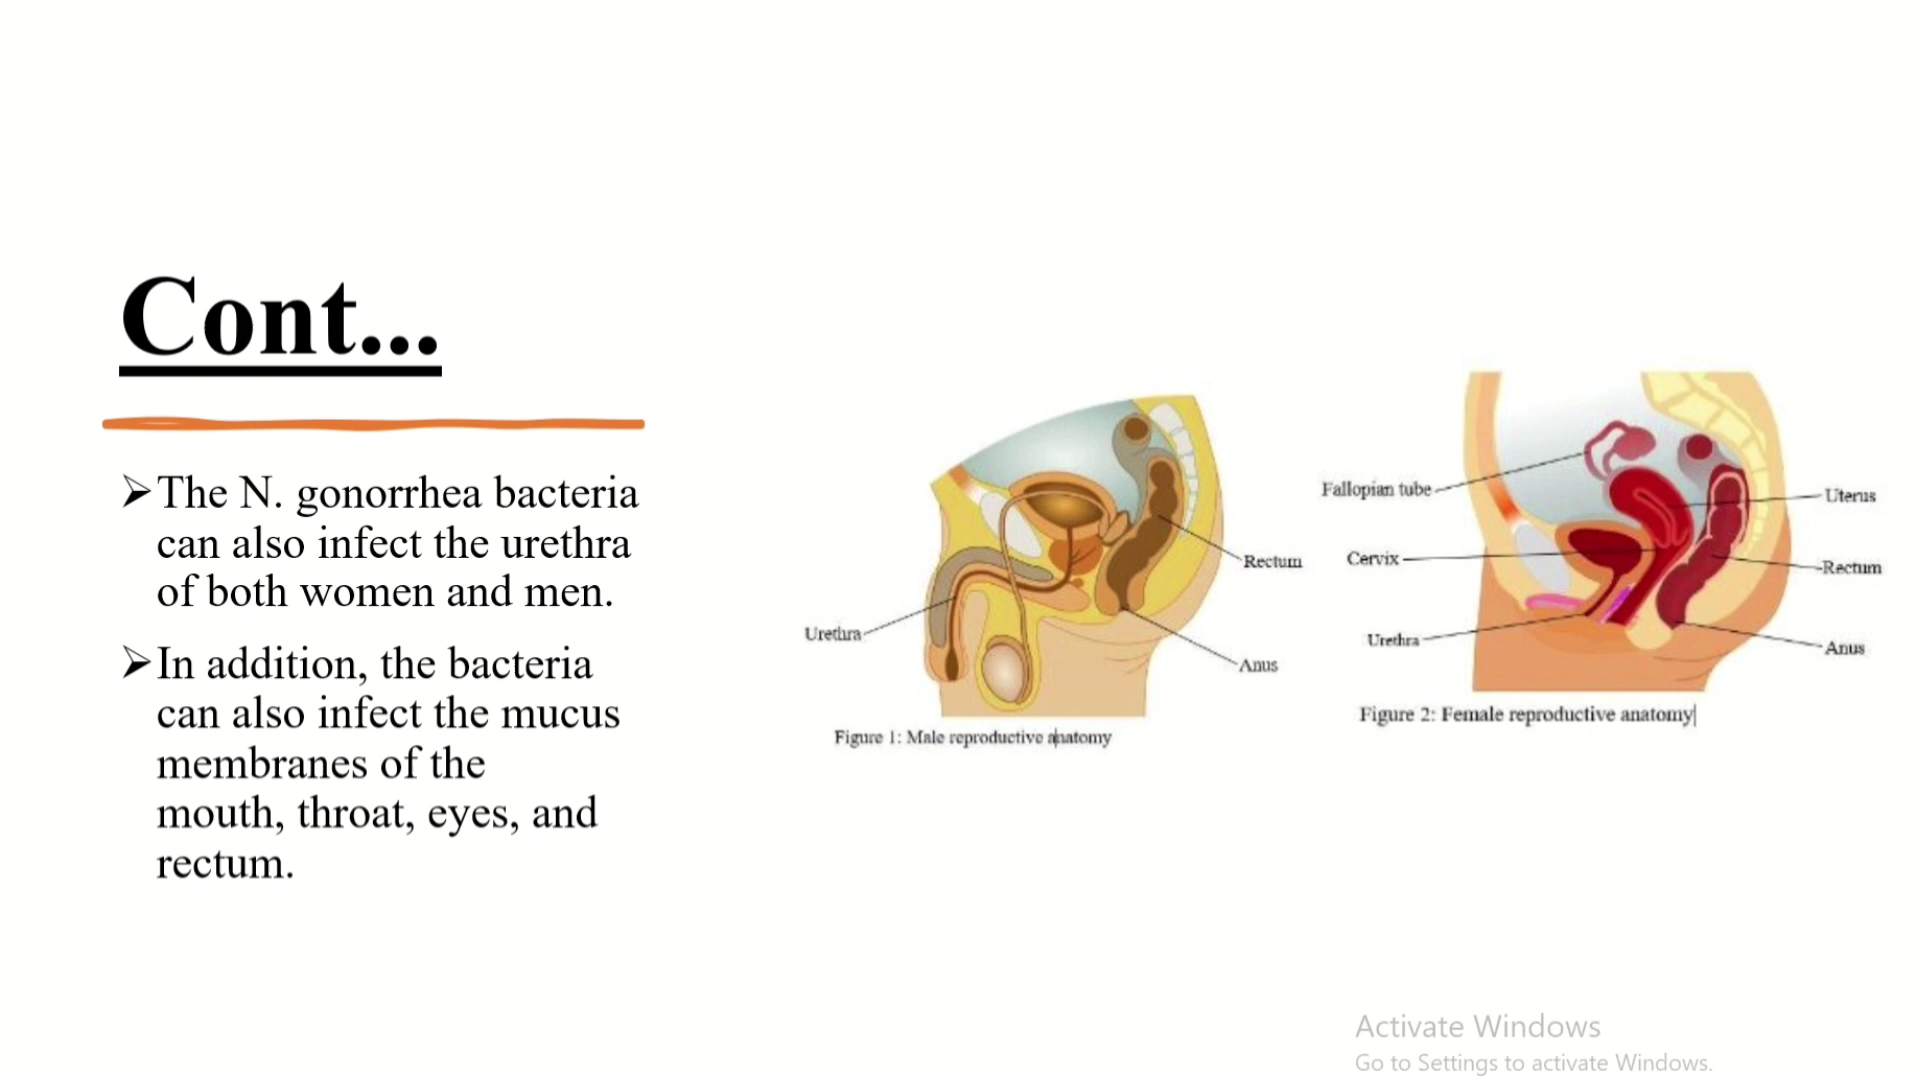 Cont...
➢The N. gonorrhea bacteria
can also infect the urethra
of both women and men.
➢In addition, the bacteria
can also infect the mucus
membranes of the
mouth, throat, eyes, and
rectum.
Rectum
Urethra
Anus
Figure 1: Male reproductive anatomy
Fallopian tube
Uterus
Cervix
Rectum
Urethra
Anus
Figure 2: Female reproductive anatomy
Activate Windows
Go to Settings to activate Windows.